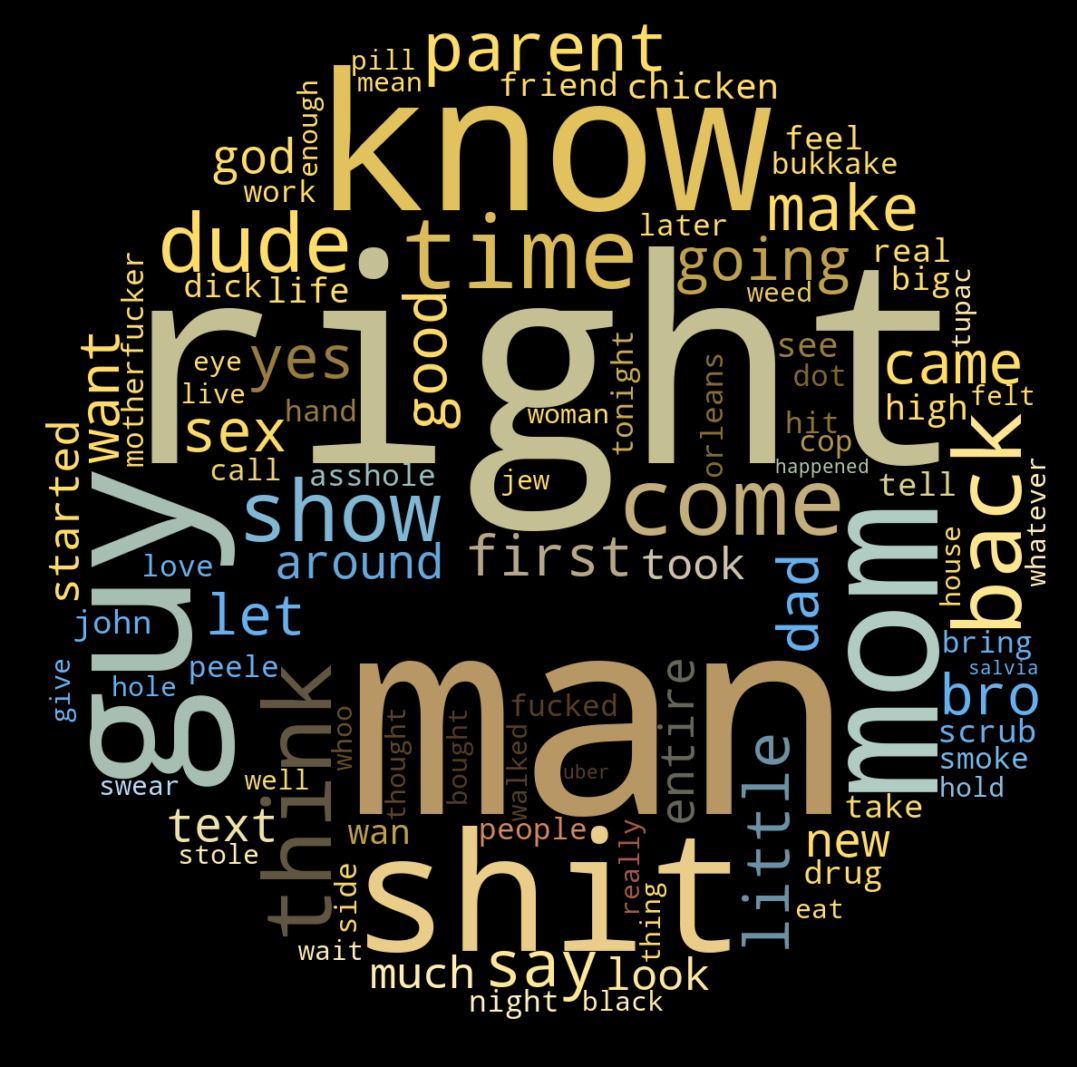 parent
pill
mean
friend
chicken
know
enough
god
work
feel
bukkake
make
dude
time
later
going
real
big
weed
dick
life
good
motherfucker
right
tupac
want
eye
yes
live
hand
sex
call
woman
tonight
orleans
see
dot
hit
cop
came
high
felt
happened
started
asshole
jew
show
come
tell
back
whatever
around
first
took
guy
love
john
let
dad
mom
house
bring
salvia
bro
give
hole
peele
think
man
whoo
thought
bought
walked
fucked
uber
entire
little
scrub
smoke
hold
swear
well
text
stole
wan
people
take
new
drug
eat
shit
side
really
thing
wait
much
say
look
night
black